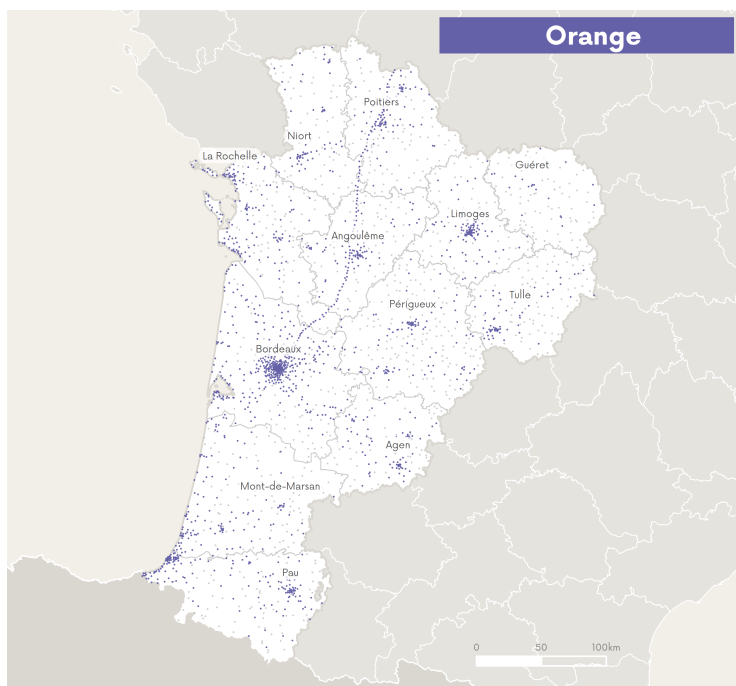 Orange
Poitiers
Niort
La Rochelle
Guéret
Limoges
Angoulême
Tulle
Périgueux
Bordeaux
Agen
Mont-de-Marsan
Pau
0 50 100km